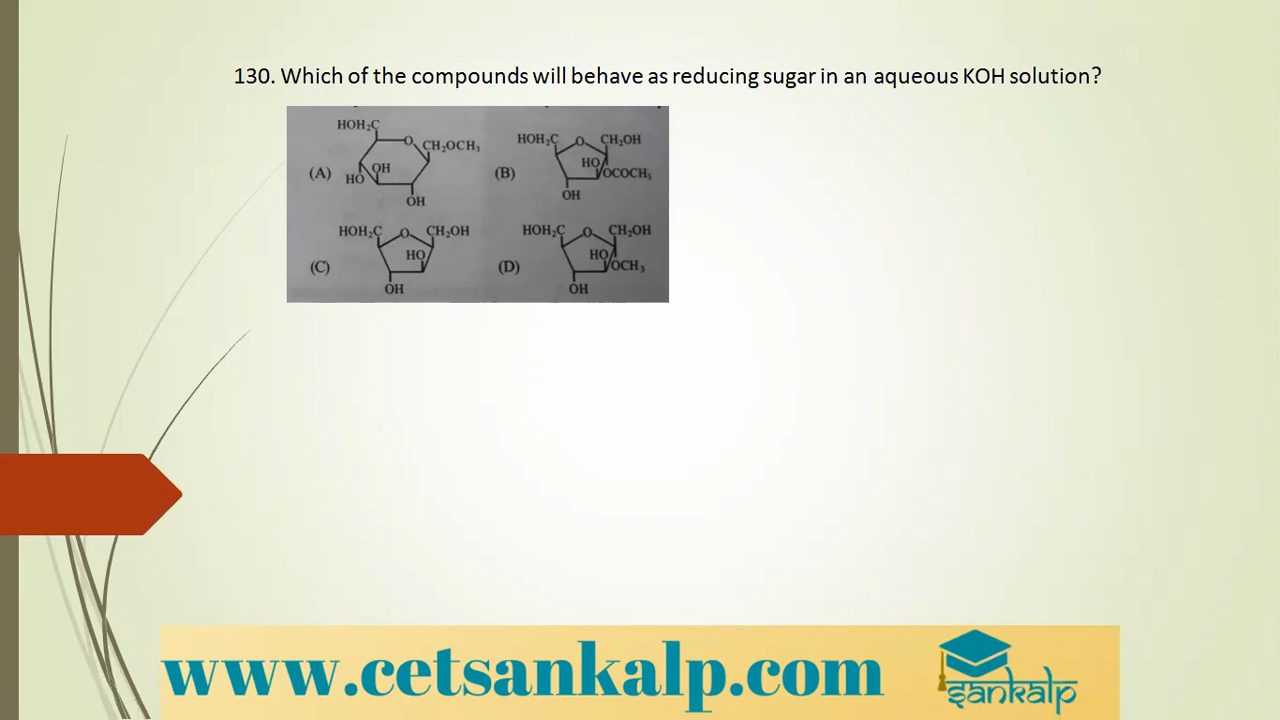 130. Which of the compounds will behave as reducing sugar in an aqueous KOH solution?
HOH₂C
O
CH₂OCH₃
(A)
OH
HO
OH
HOH₂C
O
CH₂OH
(B)
HO
OCOCH₃
OH
HOH₂C
O
CH₂OH
(C)
HO
OH
HOH₂C
O
CH₂OH
(D)
HO
OCH₃
OH
www.cetsankalp.com
sankalp